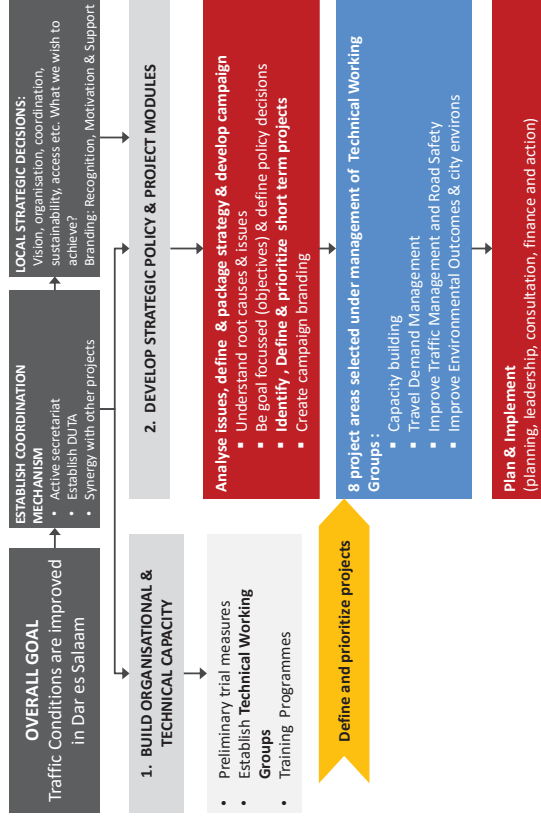 OVERALL GOAL
Traffic Conditions are improved
in Dar es Salaam
ESTABLISH COORDINATION
MECHANISM
• Active secretariat
• Establish DUTA
• Synergy with other projects
LOCAL STRATEGIC DECISIONS:
Vision, organisation, coordination,
sustainability, access etc. What we wish to
achieve?
Branding: Recognition, Motivation & Support
1. BUILD ORGANISATIONAL &
TECHNICAL CAPACITY
2. DEVELOP STRATEGIC POLICY & PROJECT MODULES
• Preliminary trial measures
• Establish Technical Working
Groups
• Training Programmes
Analyse issues, define & package strategy & develop campaign
▪ Understand root causes & issues
▪ Be goal focussed (objectives) & define policy decisions
▪ Identify , Define & prioritize short term projects
▪ Create campaign branding
Define and prioritize projects
8 project areas selected under management of Technical Working
Groups :
▪ Capacity building
▪ Travel Demand Management
▪ Improve Traffic Management and Road Safety
▪ Improve Environmental Outcomes & city environs
Plan & Implement
(planning, leadership, consultation, finance and action)